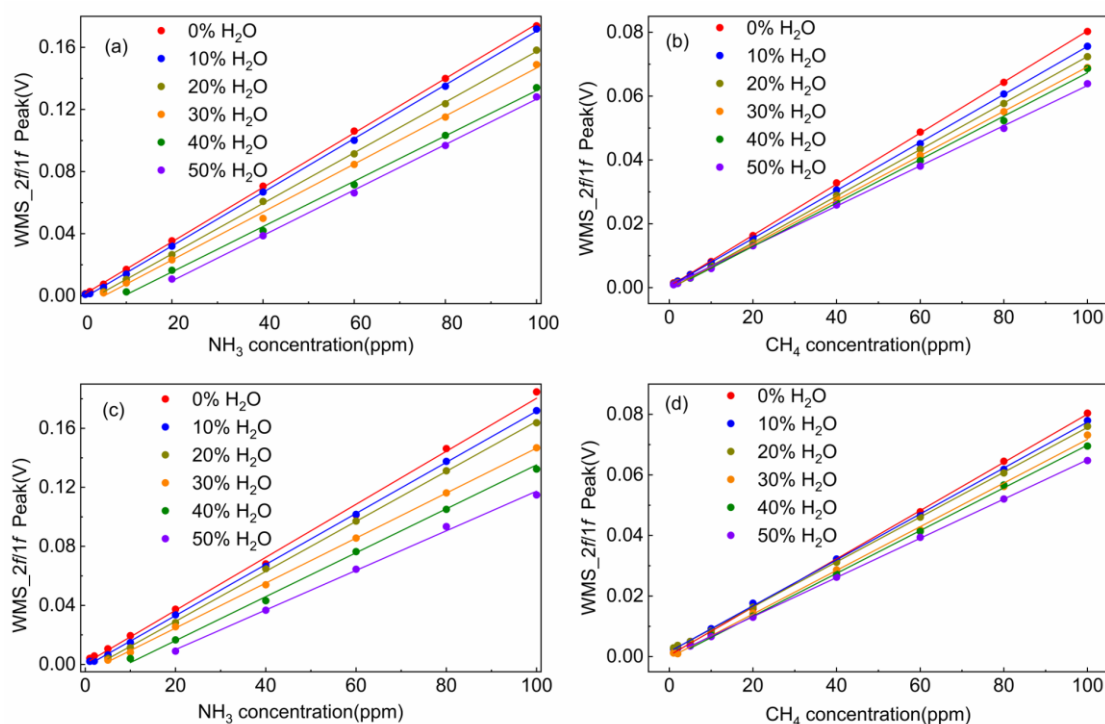 (a)
0% H₂O
10% H₂O
20% H₂O
30% H₂O
40% H₂O
50% H₂O
0.16
0.12
0.08
0.04
0.00
WMS_2f/1f Peak(V)
0 20 40 60 80 100
NH₃ concentration(ppm)
(b)
0% H₂O
10% H₂O
20% H₂O
30% H₂O
40% H₂O
50% H₂O
0.08
0.06
0.04
0.02
0.00
WMS_2f/1f Peak(V)
0 20 40 60 80 100
CH₄ concentration(ppm)
(c)
0% H₂O
10% H₂O
20% H₂O
30% H₂O
40% H₂O
50% H₂O
0.16
0.12
0.08
0.04
0.00
WMS_2f/1f Peak(V)
0 20 40 60 80 100
NH₃ concentration(ppm)
(d)
0% H₂O
10% H₂O
20% H₂O
30% H₂O
40% H₂O
50% H₂O
0.08
0.06
0.04
0.02
0.00
WMS_2f/1f Peak(V)
0 20 40 60 80 100
CH₄ concentration(ppm)